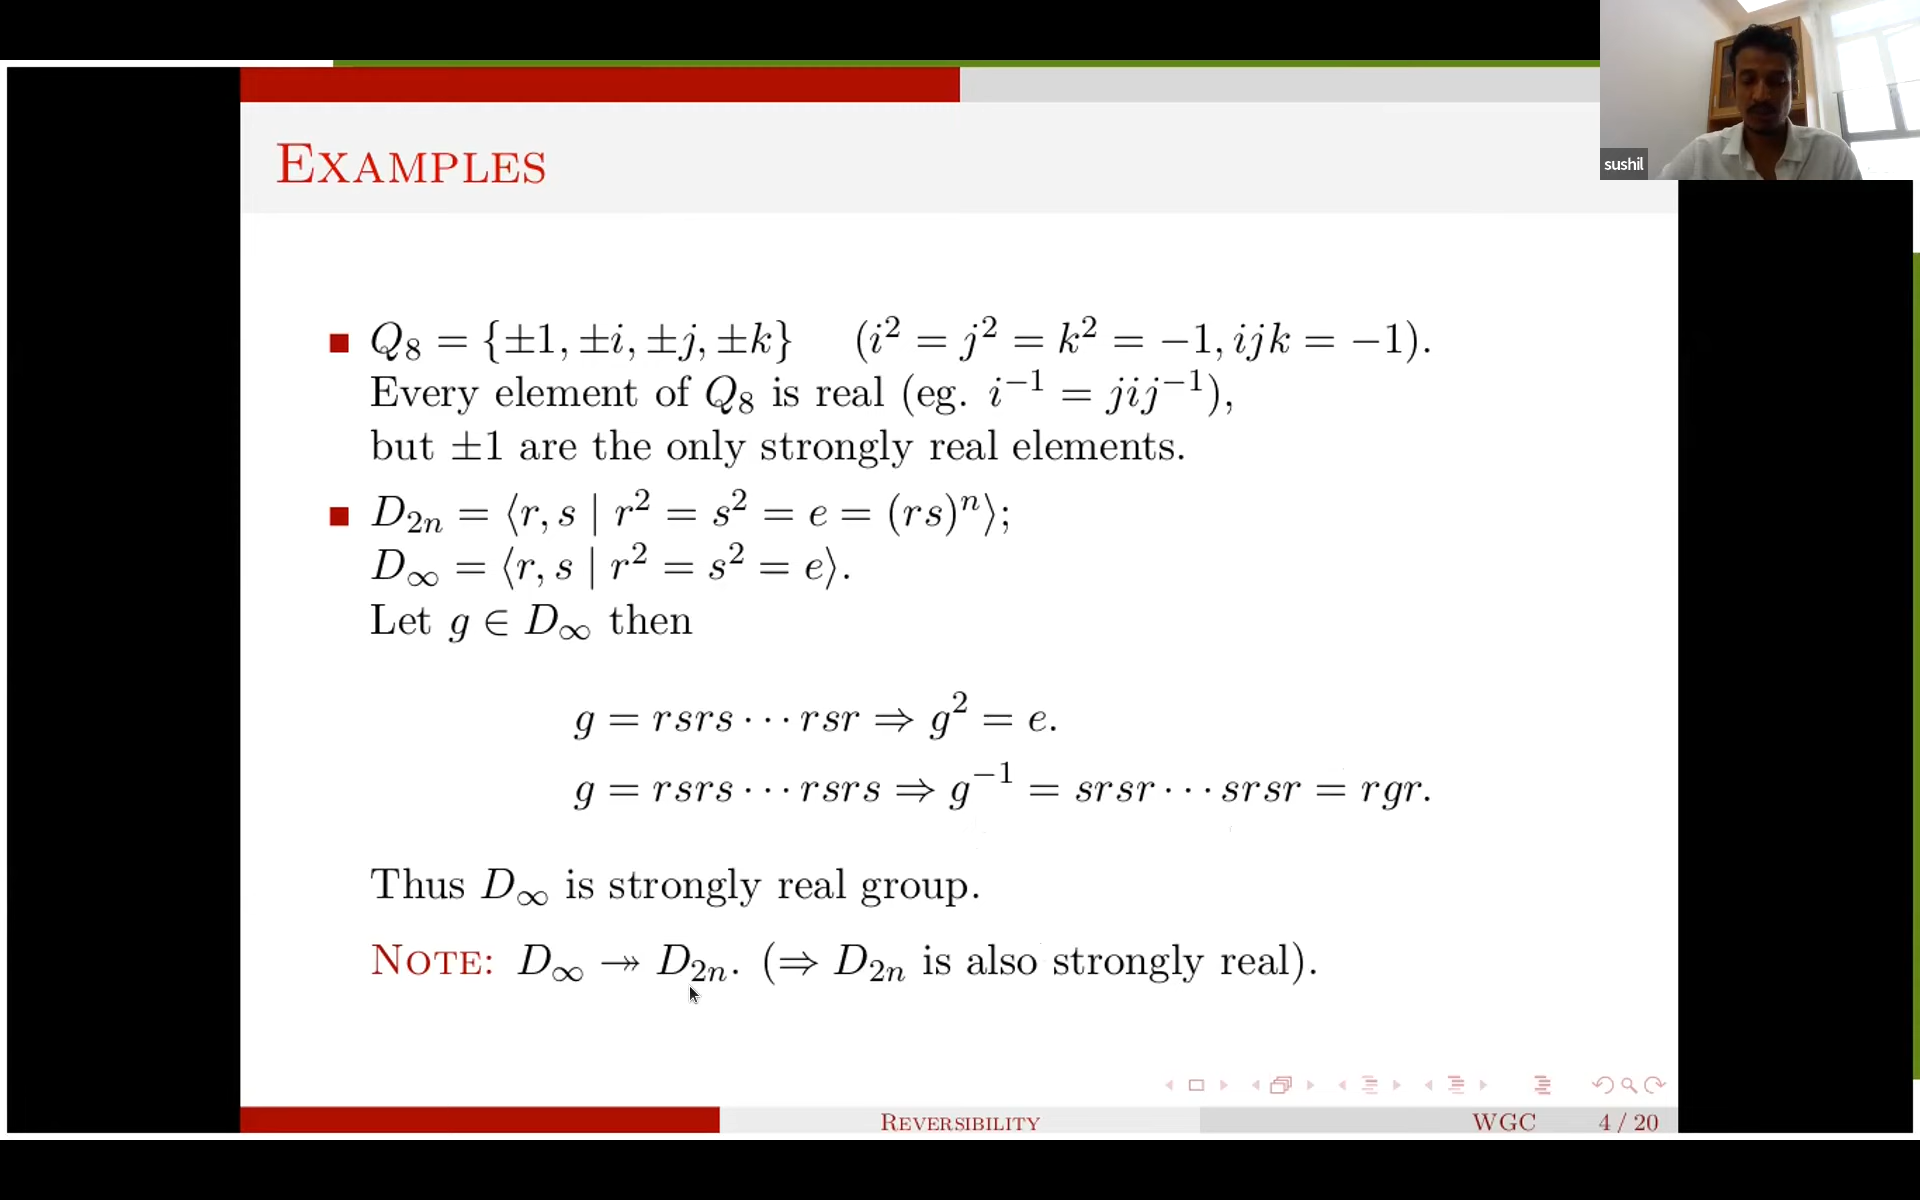 sushil
EXAMPLES
Q₈ = {±1, ±i, ±j, ±k} (i² = j² = k² = −1, ijk = −1).
Every element of Q₈ is real (eg. i⁻¹ = jij⁻¹),
but ±1 are the only strongly real elements.
D₂ₙ = ⟨r, s | r² = s² = e = (rs)ⁿ⟩;
D∞ = ⟨r, s | r² = s² = e⟩.
Let g ∈ D∞ then
g = rsrs · · · rsr ⇒ g² = e.
g = rsrs · · · rsrs ⇒ g⁻¹ = srsr · · · srsr = rgr.
Thus D∞ is strongly real group.
NOTE: D∞ ↠ D₂ₙ. (⇒ D₂ₙ is also strongly real).
REVERSIBILITY WGC 4 / 20